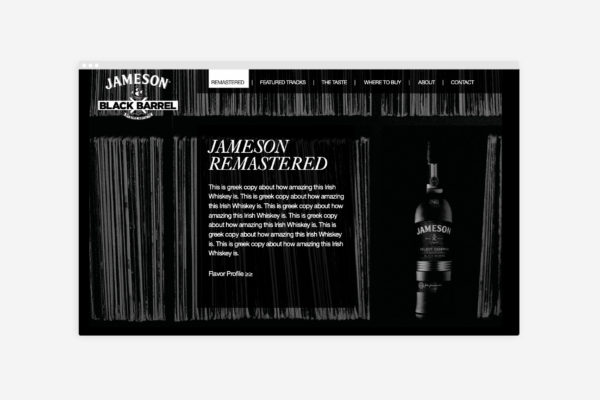 JAMESON
BLACK BARREL
REMASTERED | FEATURED TRACKS | THE TASTE | WHERE TO BUY | ABOUT | CONTACT
JAMESON
REMASTERED
This is greek copy about how amazing this Irish
Whiskey is. This is greek copy about how amazing
this Irish Whiskey is. This is greek copy about how
amazing this Irish Whiskey is. This is greek copy
about how amazing this Irish Whiskey is. This is
greek copy about how amazing this Irish Whiskey
is. This is greek copy about how amazing this Irish
Whiskey is.
Flavor Profile >>
JAMESON